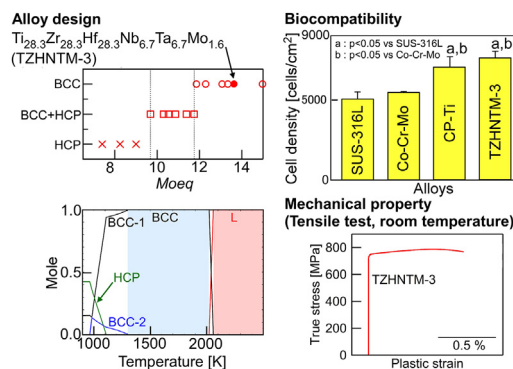 Alloy design
Ti28.3Zr28.3Hf28.3Nb6.7Ta6.7Mo1.6
(TZHNTM-3)
BCC
BCC+HCP
HCP
8 10 12 14
Moeq
Biocompatibility
a : p<0.05 vs SUS-316L
b : p<0.05 vs Co-Cr-Mo
a,b
a,b
9000
5000
0
Cell density [cells/cm2]
SUS-316L
Co-Cr-Mo
CP-Ti
TZHNTM-3
Alloys
1.0
0.5
0.0
Mole
BCC-1
BCC
L
HCP
BCC-2
1000 1500 2000
Temperature [K]
Mechanical property
(Tensile test, room temperature)
800
600
400
200
0
True stress [MPa]
TZHNTM-3
0.5 %
Plastic strain